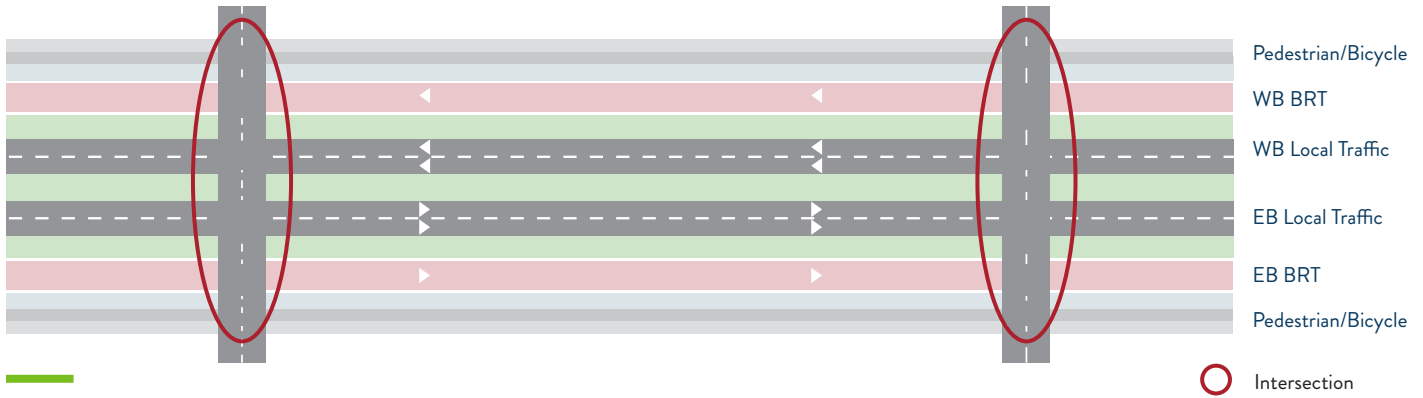 Pedestrian/Bicycle
WB BRT
WB Local Traffic
EB Local Traffic
EB BRT
Pedestrian/Bicycle
Intersection